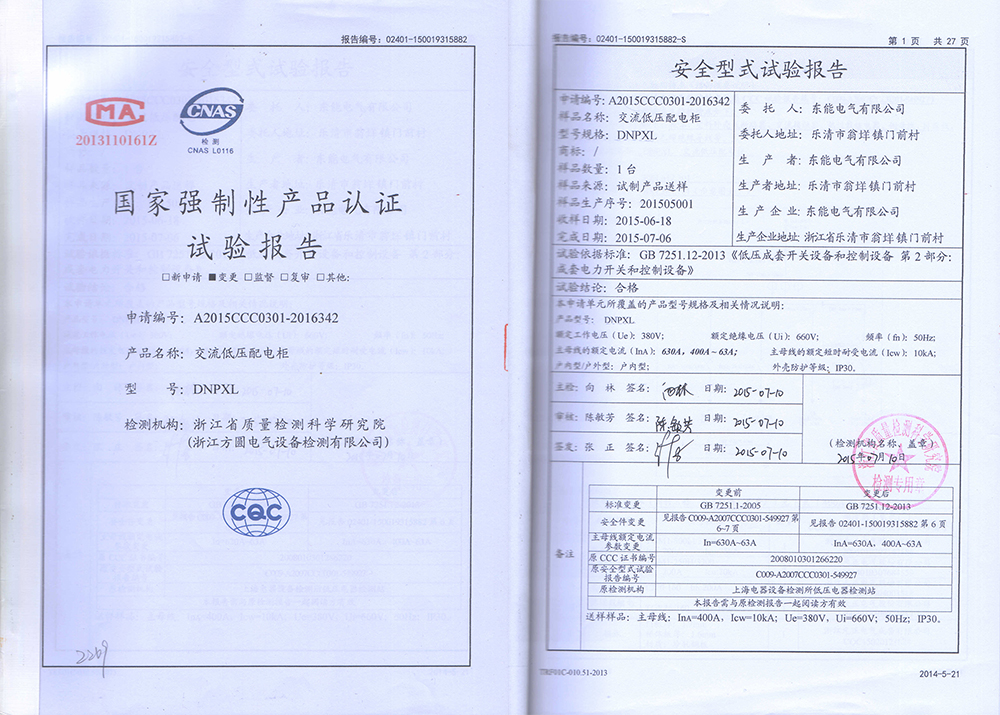 报告编号：02401-150019315882
MA
2013110161Z
CNAS
检 测
CNAS L0116
国家强制性产品认证
试验报告
□新申请 ■变更 □监督 □复审 □其他:
申请编号：A2015CCC0301-2016342
产品名称: 交流低压配电柜
型 号: DNPXL
检测机构: 浙江省质量检测科学研究院
(浙江方圆电气设备检测有限公司)
CQC
2269
报告编号：02401-150019315882-S
第 1 页 共 27 页
安全型式试验报告
申请编号: A2015CCC0301-2016342
样品名称: 交流低压配电柜
型号规格: DNPXL
商标: /
样品数量: 1 台
样品来源: 试制产品送样
样品生产序号: 201505001
收样日期: 2015-06-18
完成日期: 2015-07-06
委 托 人: 东能电气有限公司
委托人地址: 乐清市翁垟镇门前村
生 产 者: 东能电气有限公司
生产者地址: 乐清市翁垟镇门前村
生 产 企 业: 东能电气有限公司
生产企业地址: 浙江省乐清市翁垟镇门前村
试验依据标准: GB 7251.12-2013《低压成套开关设备和控制设备 第 2 部分:
成套电力开关和控制设备》
试验结论: 合格
本申请单元所覆盖的产品型号规格及相关情况说明:
产品型号: DNPXL
额定工作电压（Ue）: 380V; 额定绝缘电压（Ui）: 660V; 频率（fn）: 50Hz;
主母线的额定电流（InA）: 630A, 400A～63A; 主母线的额定短时耐受电流（Icw）: 10kA;
户内型/户外型: 户内型; 外壳防护等级: IP30.
主检: 向 林 签名: 向林 日期: 2015-07-10
审核: 陈敏芳 签名: 陈敏芳 日期: 2015-07-10
签发: 张 正 签名: 日期: 2015-07-10
(检测机构名称、盖章)
2015年07月10日
检测专用章
备注
变更前 变更后
标准变更 GB 7251.1-2005 GB 7251.12-2013
安全件变更 见报告 C009-A2007CCC0301-549927 第 6~7 页 见报告 02401-150019315882 第 6 页
主母线额定电流参数变更 In=630A~63A InA=630A, 400A~63A
原 CCC 证书编号 2008010301266220
原安全型式试验报告编号 C009-A2007CCC0301-549927
原检测机构 上海电器设备检测所低压电器检测站
本报告需与原检测报告一起阅读方有效
送样样品: 主母线: InA=400A, Icw=10kA; Ue=380V, Ui=660V; 50Hz; IP30.
TRF01C-010.51-2013
2014-5-21